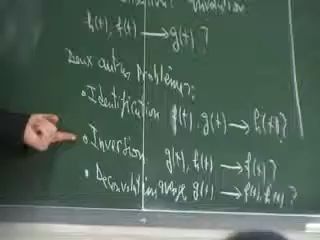 h(t), f(t) → g(t) ?
Deux autres problèmes:
• Identification f(t), g(t) → h(t)?
• Inversion g(t), h(t) → f(t)?
• Déconvolution g(t) → f(t), h(t) ?